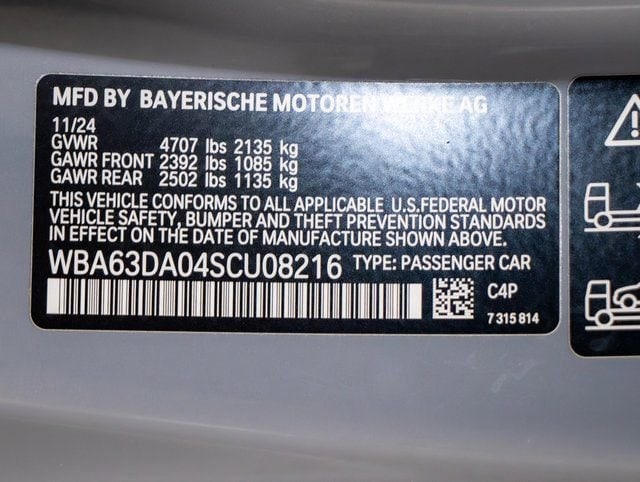 MFD BY BAYERISCHE MOTOREN WERKE AG
11/24
GVWR 4707 lbs 2135 kg
GAWR FRONT 2392 lbs 1085 kg
GAWR REAR 2502 lbs 1135 kg
THIS VEHICLE CONFORMS TO ALL APPLICABLE U.S.FEDERAL MOTOR
VEHICLE SAFETY, BUMPER AND THEFT PREVENTION STANDARDS
IN EFFECT ON THE DATE OF MANUFACTURE SHOWN ABOVE.
WBA63DA04SCU08216 TYPE: PASSENGER CAR
C4P
7 315 814